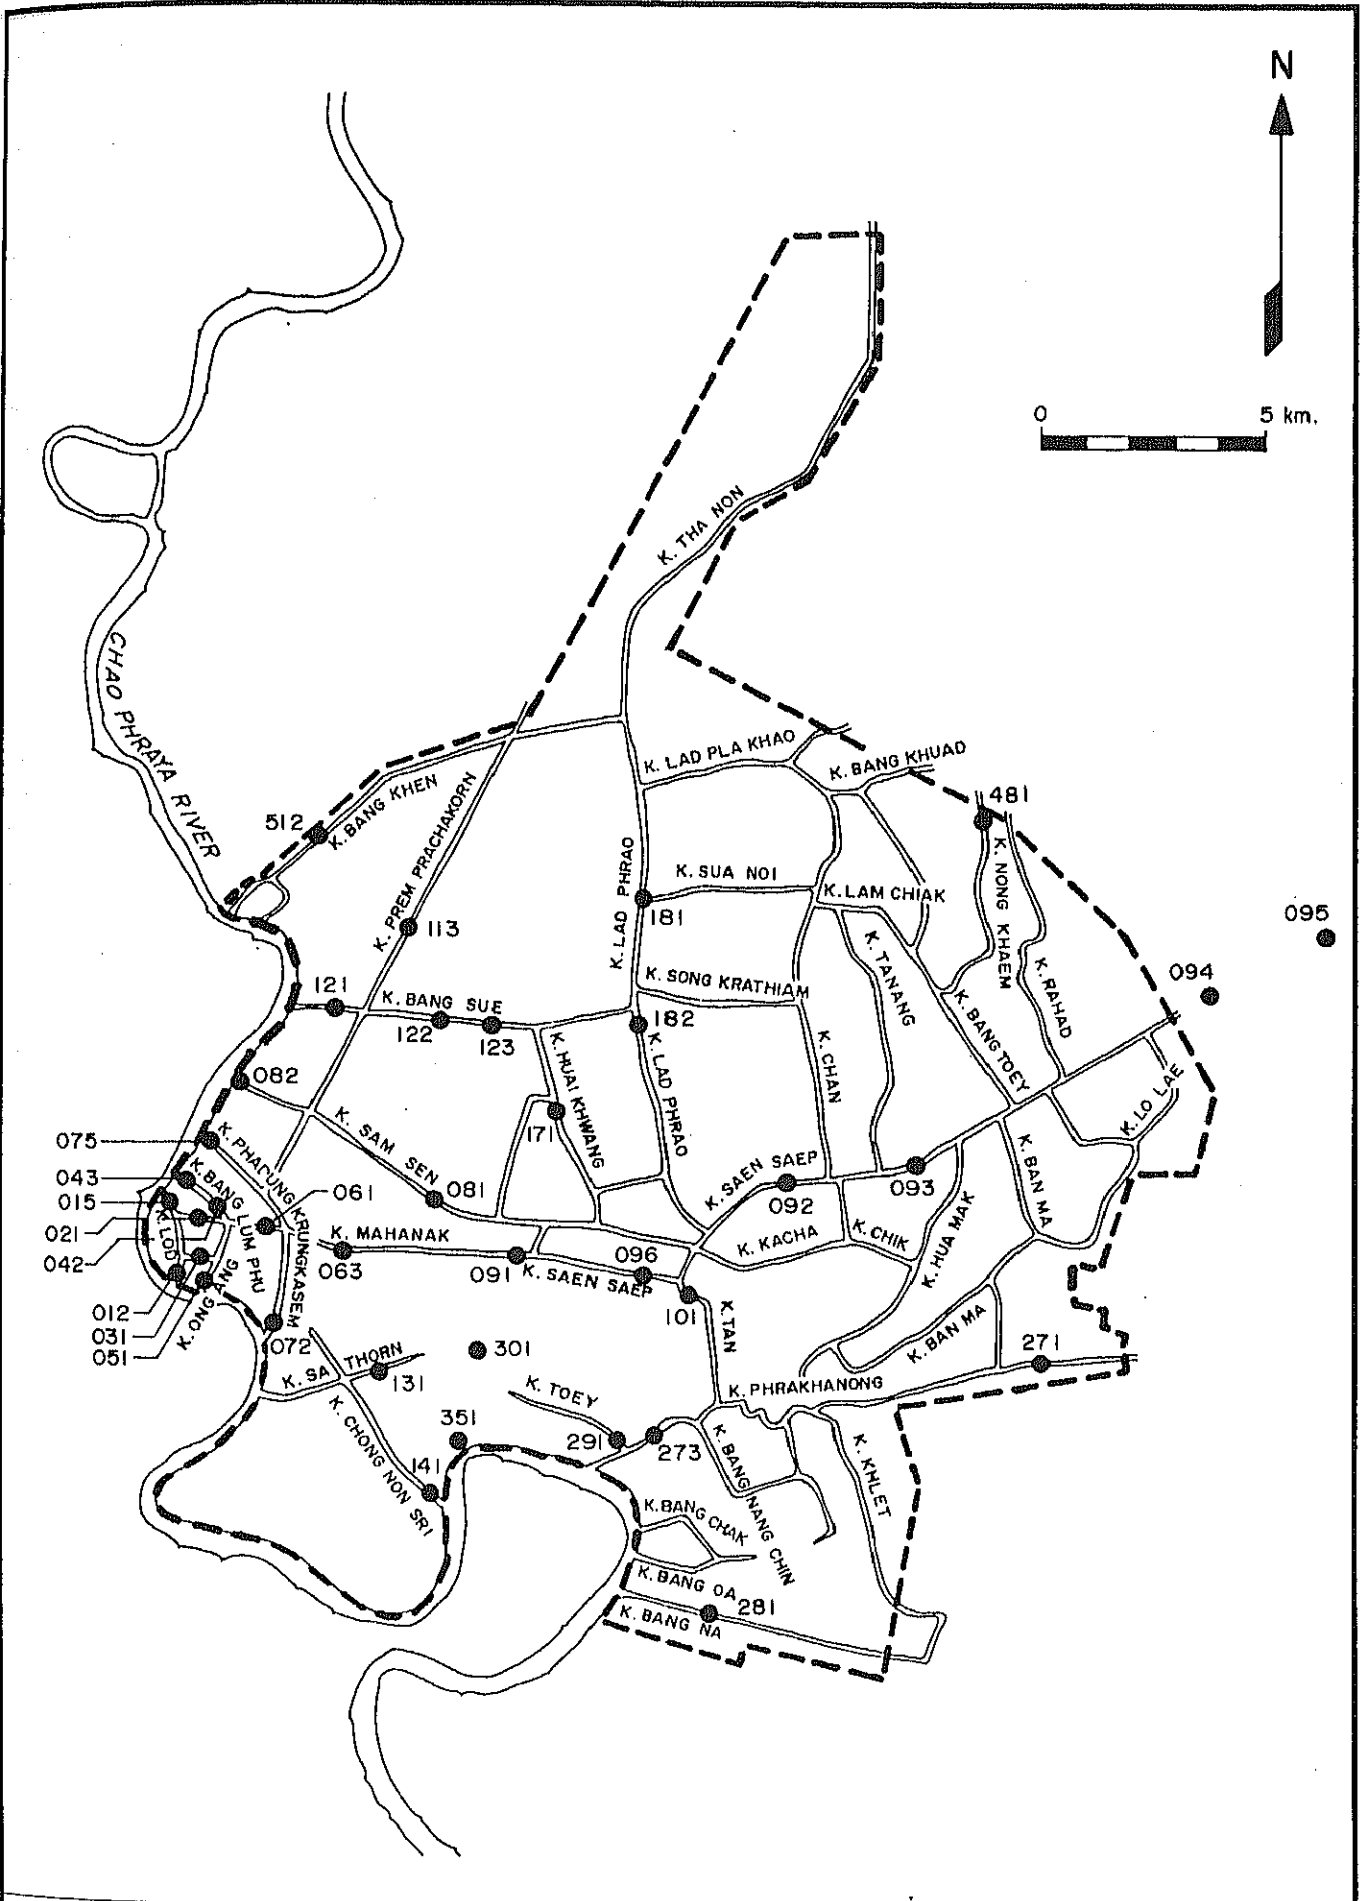 N
0 5 km.
K. THA NON
CHAO PHRAYA RIVER
K. LAD PLA KHAO
K. BANG KHUAD
K. BANG KHEN
K. PREM PRACHAKORN
512
481
K. LAD PHRAO
K. SUA NOI
K. LAM CHIAK
K. NONG KHAEM
181
113
095
094
K. TANANG
K. RAHAD
K. SONG KRATHIAM
121
K. BANG SUE
122
123
182
K. BANG TOEY
K. HUAI KHWANG
K. LAD PHRAO
K. CHAN
082
K. LO LAE
K. SAM SEN
171
075
K. PHADUNG KRUNGKASEM
043
K. BANG LUM PHU
K. SAEN SAEP
K. BAN MA
015
061
081
092
093
021
K. LOD
K. MAHANAK
K. HUA MAK
042
063
091
096
K. KACHA
K. CHIK
K. SAEN SAEP
012
031
051
K. ONG ANG
101
K. TAN
072
301
K. BAN MA
271
K. SA THORN
131
K. TOEY
K. PHRAKHANONG
K. CHONG NON SRI
351
291
273
K. BANG NANG CHIN
K. KHLET
141
K. BANG CHAK
K. BANG OA
281
K. BANG NA